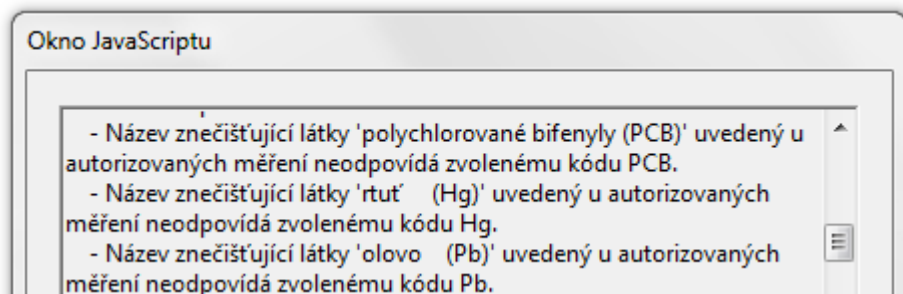 Okno JavaScriptu
- Název znečišťující látky 'polychlorované bifenyly (PCB)' uvedený u
autorizovaných měření neodpovídá zvolenému kódu PCB.
- Název znečišťující látky 'rtuť    (Hg)' uvedený u autorizovaných
měření neodpovídá zvolenému kódu Hg.
- Název znečišťující látky 'olovo    (Pb)' uvedený u autorizovaných
měření neodpovídá zvolenému kódu Pb.